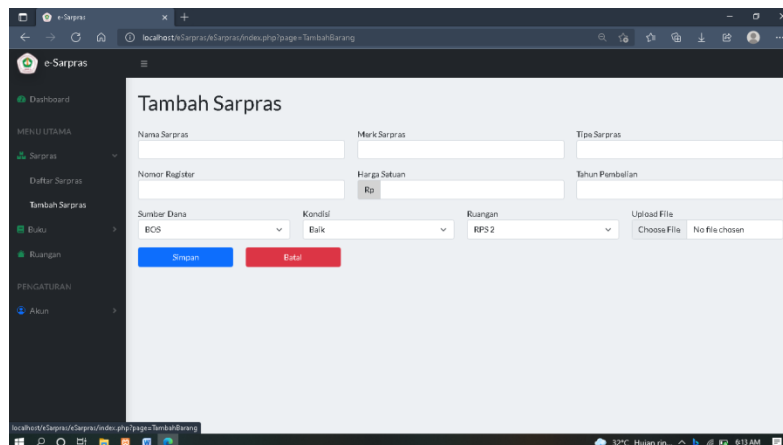 e-Sarpras
localhost/eSarpras/eSarpras/index.php?page=TambahBarang
e-Sarpras
Dashboard
MENU UTAMA
Sarpras
Daftar Sarpras
Tambah Sarpras
Buku
Ruangan
PENGATURAN
Akun
Tambah Sarpras
Nama Sarpras
Merk Sarpras
Tipe Sarpras
Nomor Register
Harga Satuan
Tahun Pembelian
Rp
Sumber Dana
Kondisi
Ruangan
Upload File
BOS
Baik
RPS 2
Choose File
No file chosen
Simpan
Batal
localhost/eSarpras/eSarpras/index.php?page=TambahBarang
32°C Hujan rin...
6:13 AM